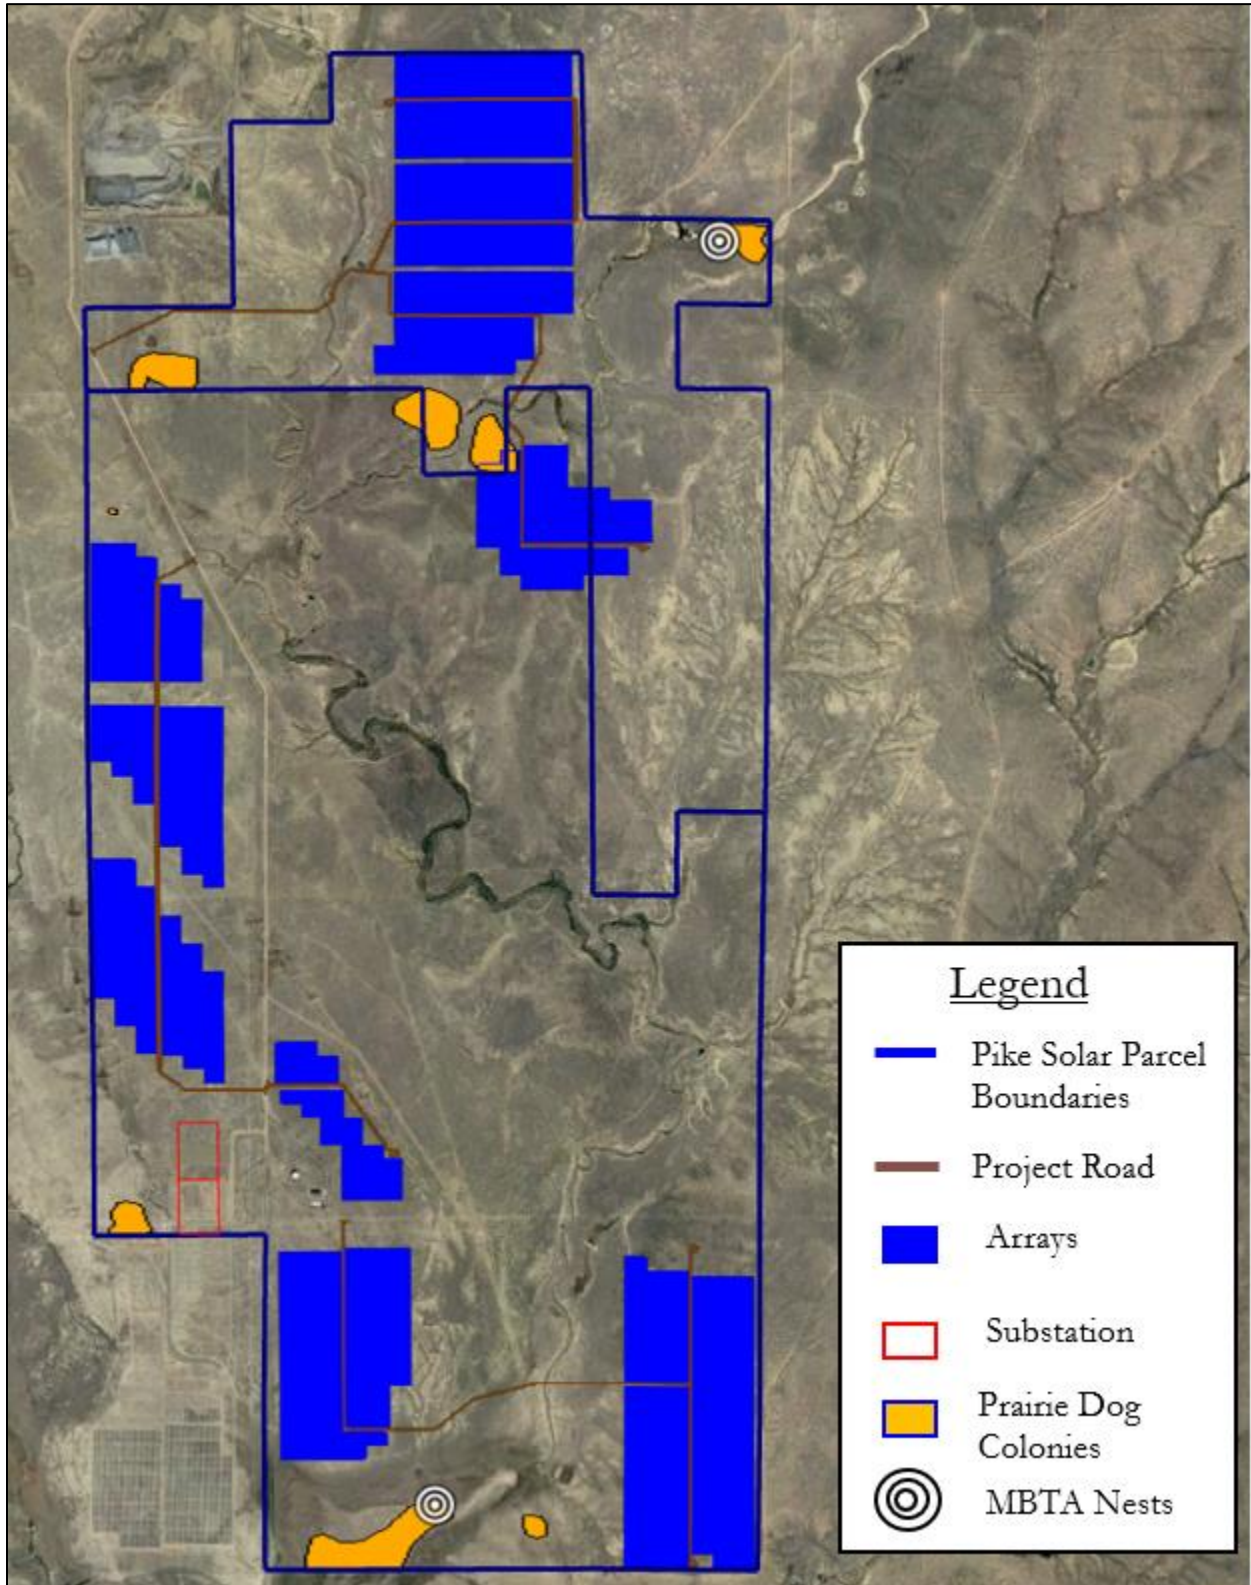 Legend
Pike Solar Parcel
Boundaries
Project Road
Arrays
Substation
Prairie Dog
Colonies
MBTA Nests